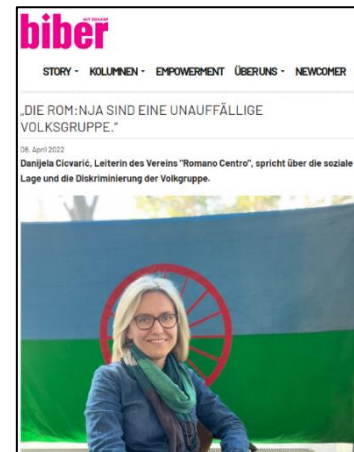 biber
STORY - KOLUMNEN - EMPOWERMENT ÜBER UNS - NEWCOMER
„DIE ROM:NJA SIND EINE UNAUFFÄLLIGE
VOLKSGRUPPE.“
08. April 2022
Danijela Cicvarić, Leiterin des Vereins "Romano Centro", spricht über die soziale
Lage und die Diskriminierung der Volkgruppe.